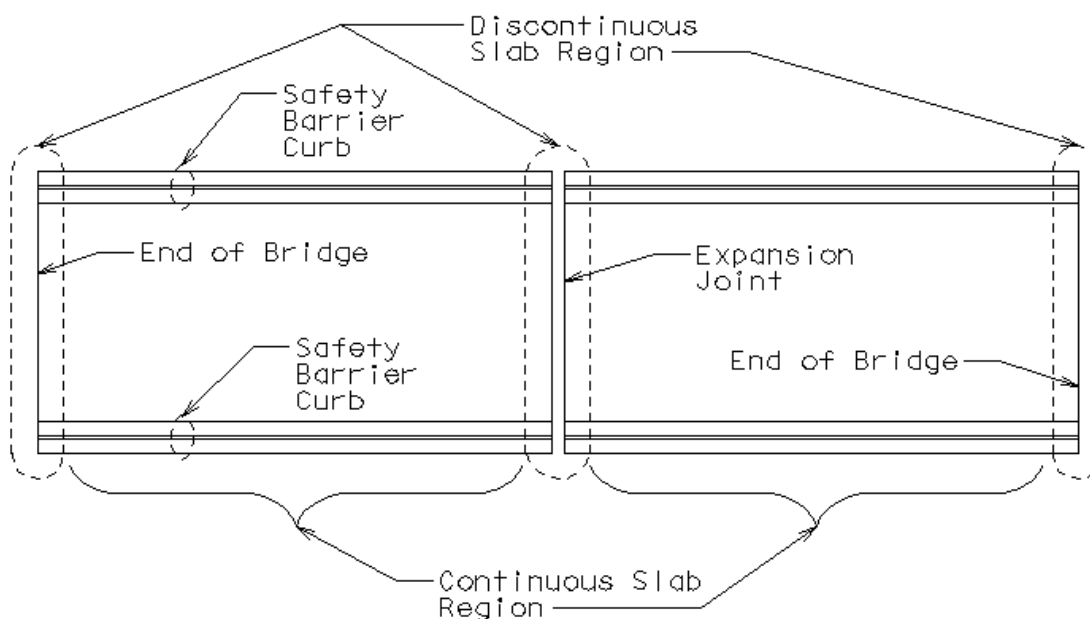 Discontinuous
Slab Region
Safety
Barrier
Curb
End of Bridge
Expansion
Joint
Safety
Barrier
Curb
End of Bridge
Continuous Slab
Region